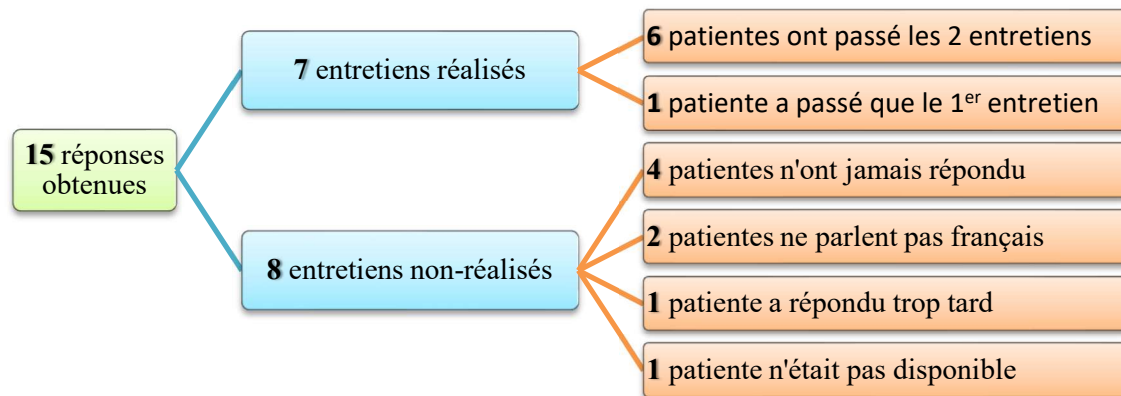 15 réponses
obtenues
7 entretiens réalisés
6 patientes ont passé les 2 entretiens
1 patiente a passé que le 1er entretien
8 entretiens non-réalisés
4 patientes n'ont jamais répondu
2 patientes ne parlent pas français
1 patiente a répondu trop tard
1 patiente n'était pas disponible